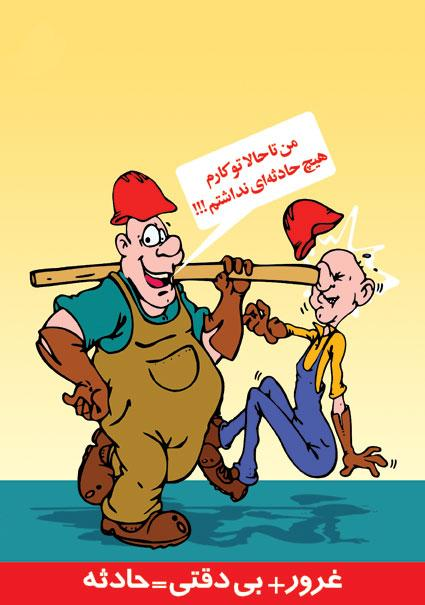 من تا حالا تو کارم
هیچ حادثه‌ای نداشتم !!!
غرور+ بی دقتی=حادثه